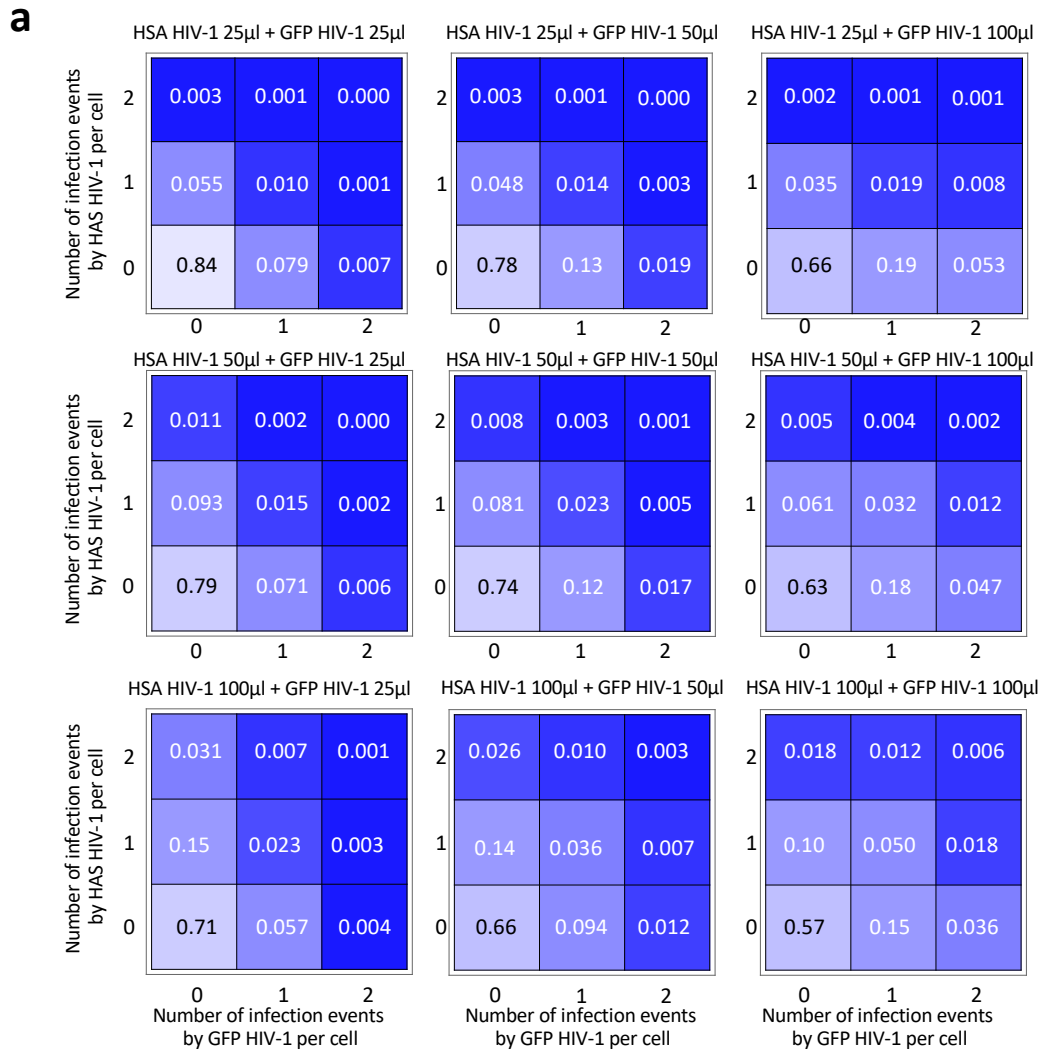 a
HSA HIV-1 25µl + GFP HIV-1 25µl
HSA HIV-1 25µl + GFP HIV-1 50µl
HSA HIV-1 25µl + GFP HIV-1 100µl
Number of infection events
by HAS HIV-1 per cell
2 0.003 0.001 0.000
1 0.055 0.010 0.001
0 0.84 0.079 0.007
0 1 2
2 0.003 0.001 0.000
1 0.048 0.014 0.003
0 0.78 0.13 0.019
0 1 2
2 0.002 0.001 0.001
1 0.035 0.019 0.008
0 0.66 0.19 0.053
0 1 2
HSA HIV-1 50µl + GFP HIV-1 25µl
HSA HIV-1 50µl + GFP HIV-1 50µl
HSA HIV-1 50µl + GFP HIV-1 100µl
Number of infection events
by HAS HIV-1 per cell
2 0.011 0.002 0.000
1 0.093 0.015 0.002
0 0.79 0.071 0.006
0 1 2
2 0.008 0.003 0.001
1 0.081 0.023 0.005
0 0.74 0.12 0.017
0 1 2
2 0.005 0.004 0.002
1 0.061 0.032 0.012
0 0.63 0.18 0.047
0 1 2
HSA HIV-1 100µl + GFP HIV-1 25µl
HSA HIV-1 100µl + GFP HIV-1 50µl
HSA HIV-1 100µl + GFP HIV-1 100µl
Number of infection events
by HAS HIV-1 per cell
2 0.031 0.007 0.001
1 0.15 0.023 0.003
0 0.71 0.057 0.004
0 1 2
Number of infection events
by GFP HIV-1 per cell
2 0.026 0.010 0.003
1 0.14 0.036 0.007
0 0.66 0.094 0.012
0 1 2
Number of infection events
by GFP HIV-1 per cell
2 0.018 0.012 0.006
1 0.10 0.050 0.018
0 0.57 0.15 0.036
0 1 2
Number of infection events
by GFP HIV-1 per cell